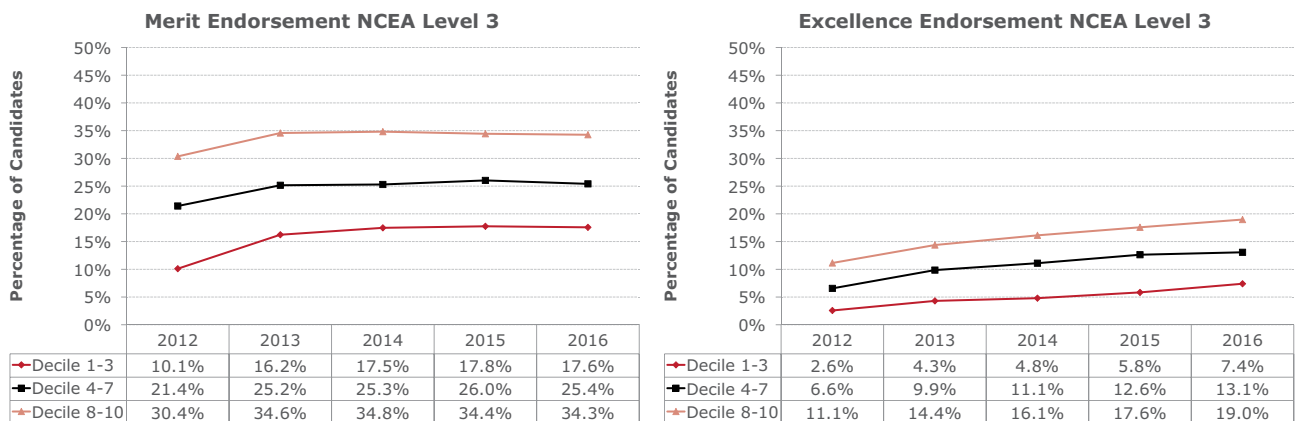 Merit Endorsement NCEA Level 3
Percentage of Candidates
50%
45%
40%
35%
30%
25%
20%
15%
10%
5%
0%
2012 2013 2014 2015 2016
Decile 1-3 10.1% 16.2% 17.5% 17.8% 17.6%
Decile 4-7 21.4% 25.2% 25.3% 26.0% 25.4%
Decile 8-10 30.4% 34.6% 34.8% 34.4% 34.3%
Excellence Endorsement NCEA Level 3
Percentage of Candidates
50%
45%
40%
35%
30%
25%
20%
15%
10%
5%
0%
2012 2013 2014 2015 2016
Decile 1-3 2.6% 4.3% 4.8% 5.8% 7.4%
Decile 4-7 6.6% 9.9% 11.1% 12.6% 13.1%
Decile 8-10 11.1% 14.4% 16.1% 17.6% 19.0%